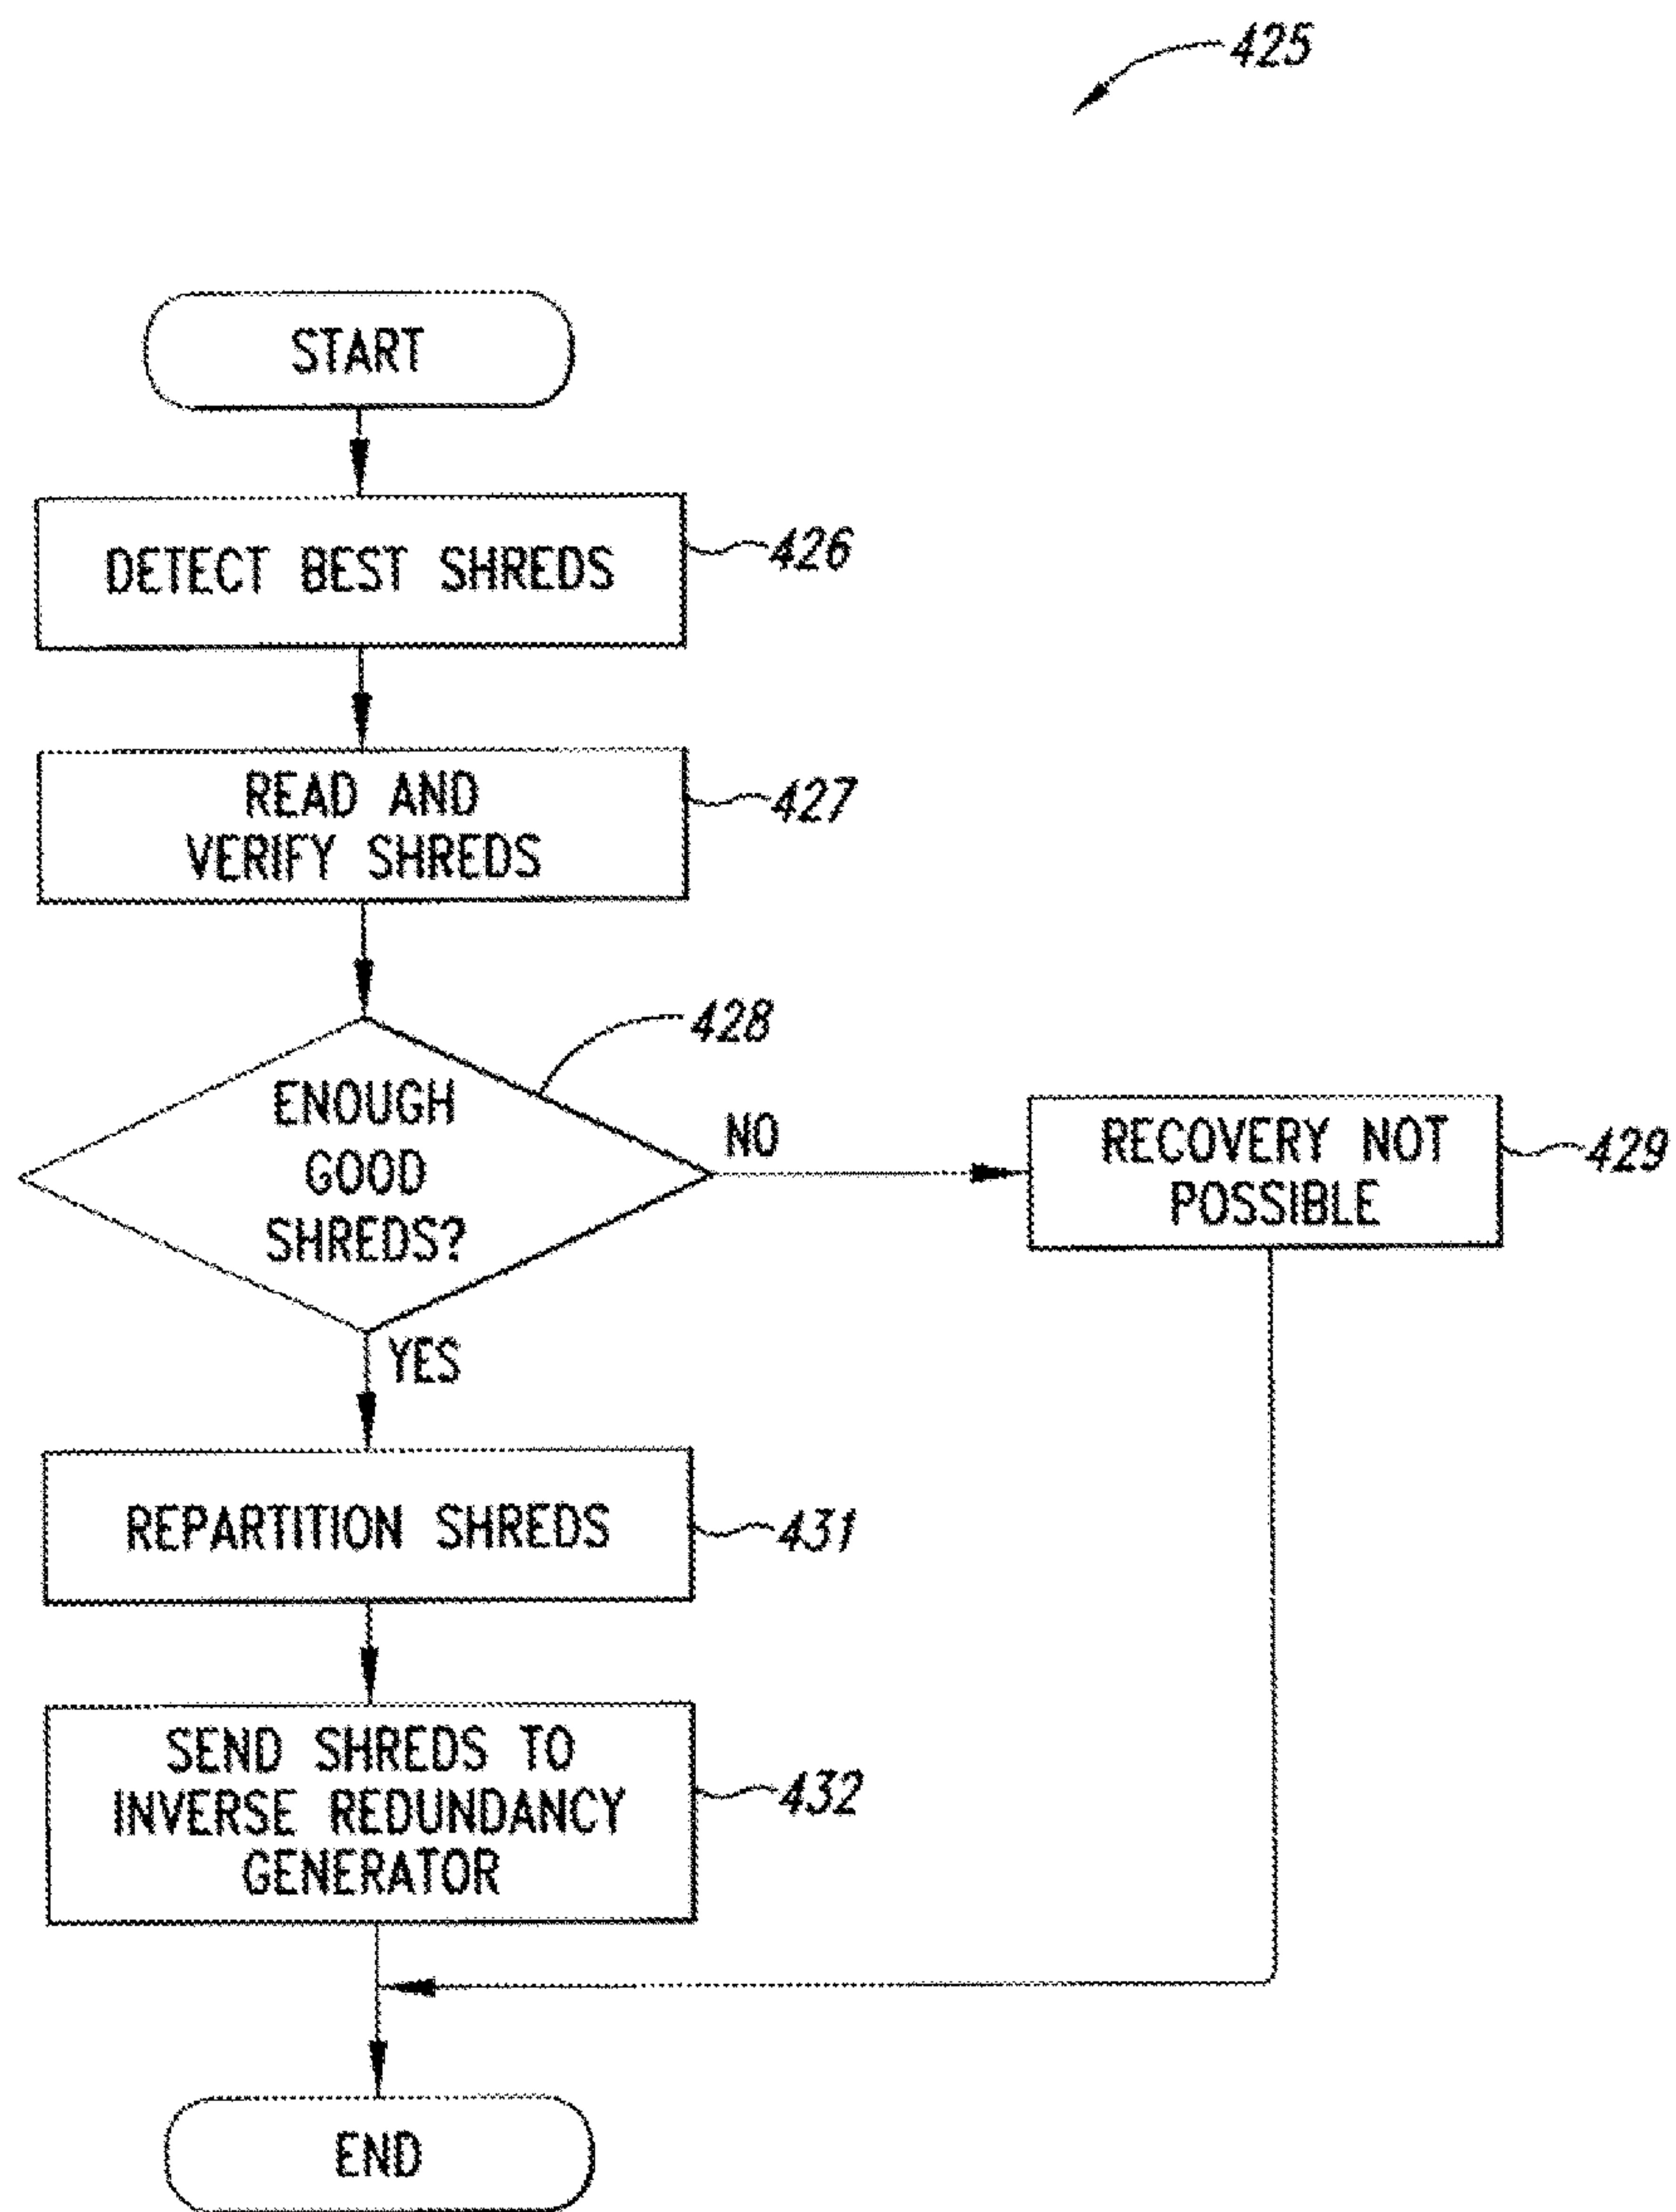 425
START
DETECT BEST SHREDS
426
READ AND
VERIFY SHREDS
427
428
ENOUGH
GOOD
SHREDS?
NO
RECOVERY NOT
POSSIBLE
429
YES
REPARTITION SHREDS
431
SEND SHREDS TO
INVERSE REDUNDANCY
GENERATOR
432
END